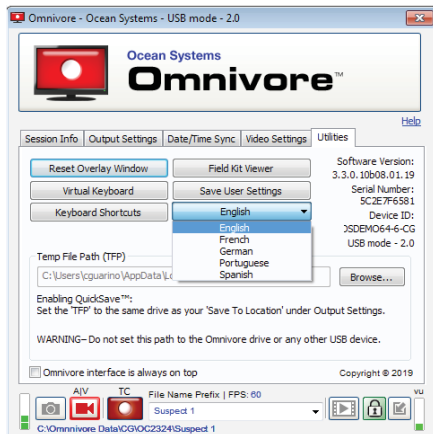 Omnivore - Ocean Systems - USB mode - 2.0
Ocean Systems
Omnivore™
Help
Session Info Output Settings Date/Time Sync Video Settings Utilities
Reset Overlay Window Field Kit Viewer
Virtual Keyboard Save User Settings
Keyboard Shortcuts English
English
French
German
Portuguese
Spanish
Software Version:
3.3.0.10b08.01.19
Serial Number:
5C2E7F6581
Device ID:
JSDEMO64-6-CG
USB mode - 2.0
Temp File Path (TFP)
C:\Users\cguarino\AppData\Lo Browse...
Enabling QuickSave™:
Set the 'TFP' to the same drive as your 'Save To Location' under Output Settings.
WARNING–Do not set this path to the Omnivore drive or any other USB device.
Omnivore interface is always on top Copyright © 2019
A|V TC File Name Prefix | FPS: 60 vu
Suspect 1
C:\Omnnivore Data\CG\OC2324\Suspect 1